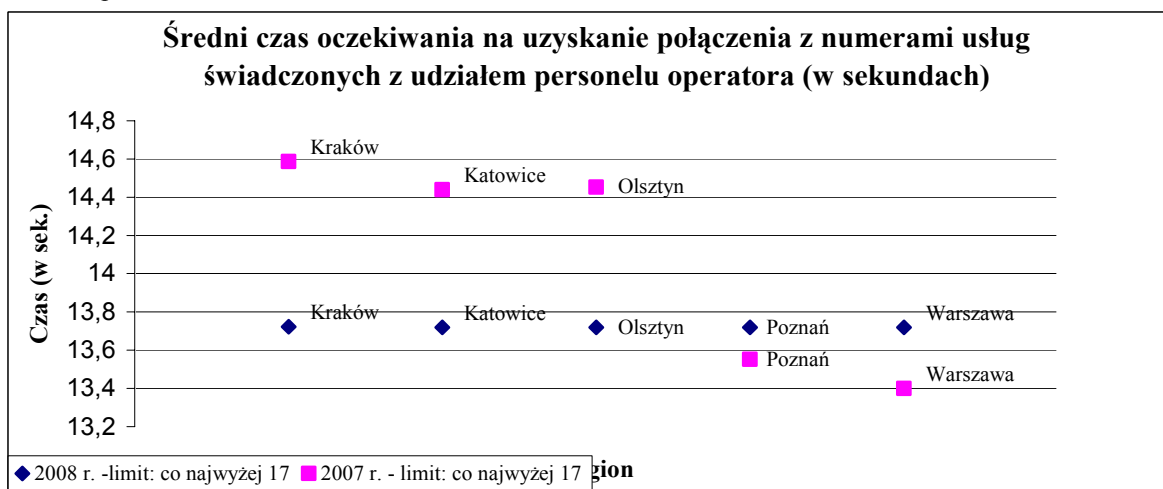 Średni czas oczekiwania na uzyskanie połączenia z numerami usług
świadczonych z udziałem personelu operatora (w sekundach)
14,8
14,6
14,4
14,2
14
13,8
13,6
13,4
13,2
Czas (w sek.)
Kraków
Katowice
Olsztyn
Kraków
Katowice
Olsztyn
Poznań
Warszawa
Poznań
Warszawa
2008 r. -limit: co najwyżej 17
2007 r. - limit: co najwyżej 17
gion